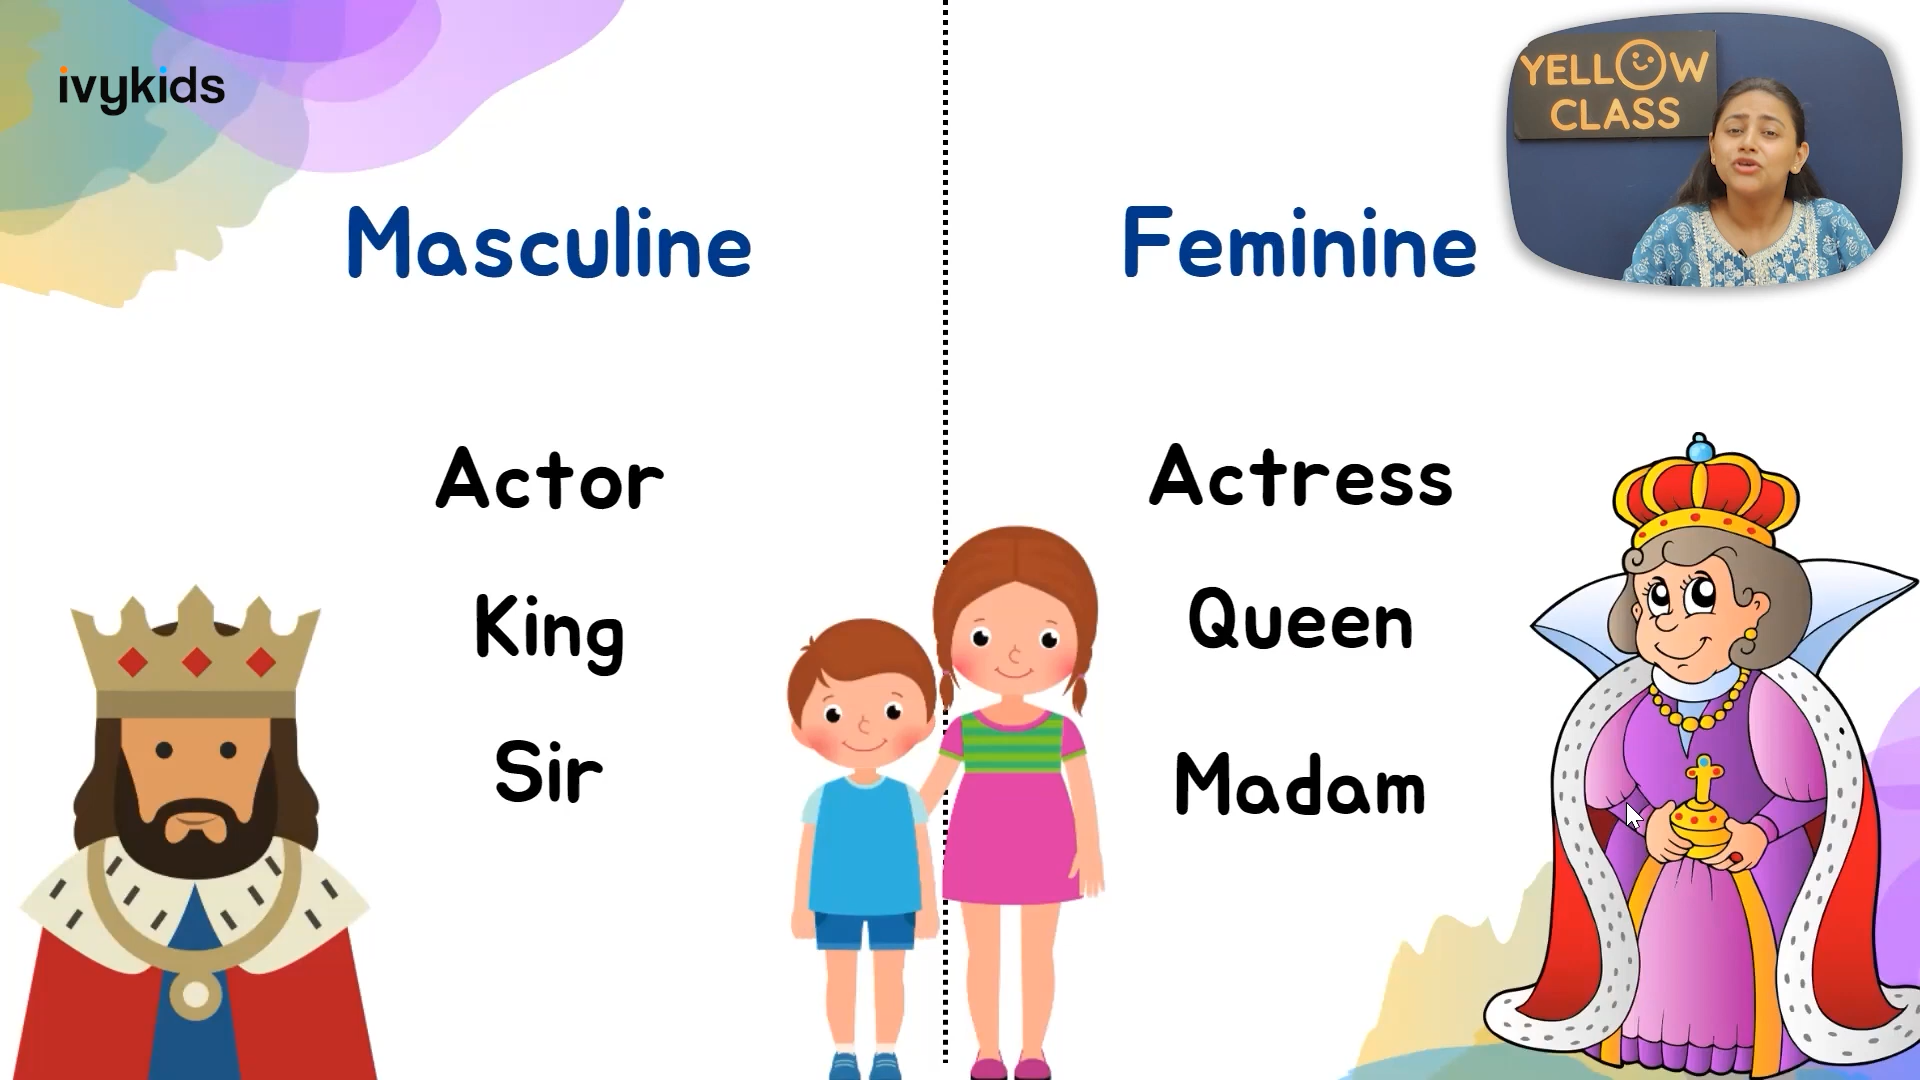 ivykids
YELLOW
CLASS
Masculine
Feminine
Actor
Actress
King
Queen
Sir
Madam